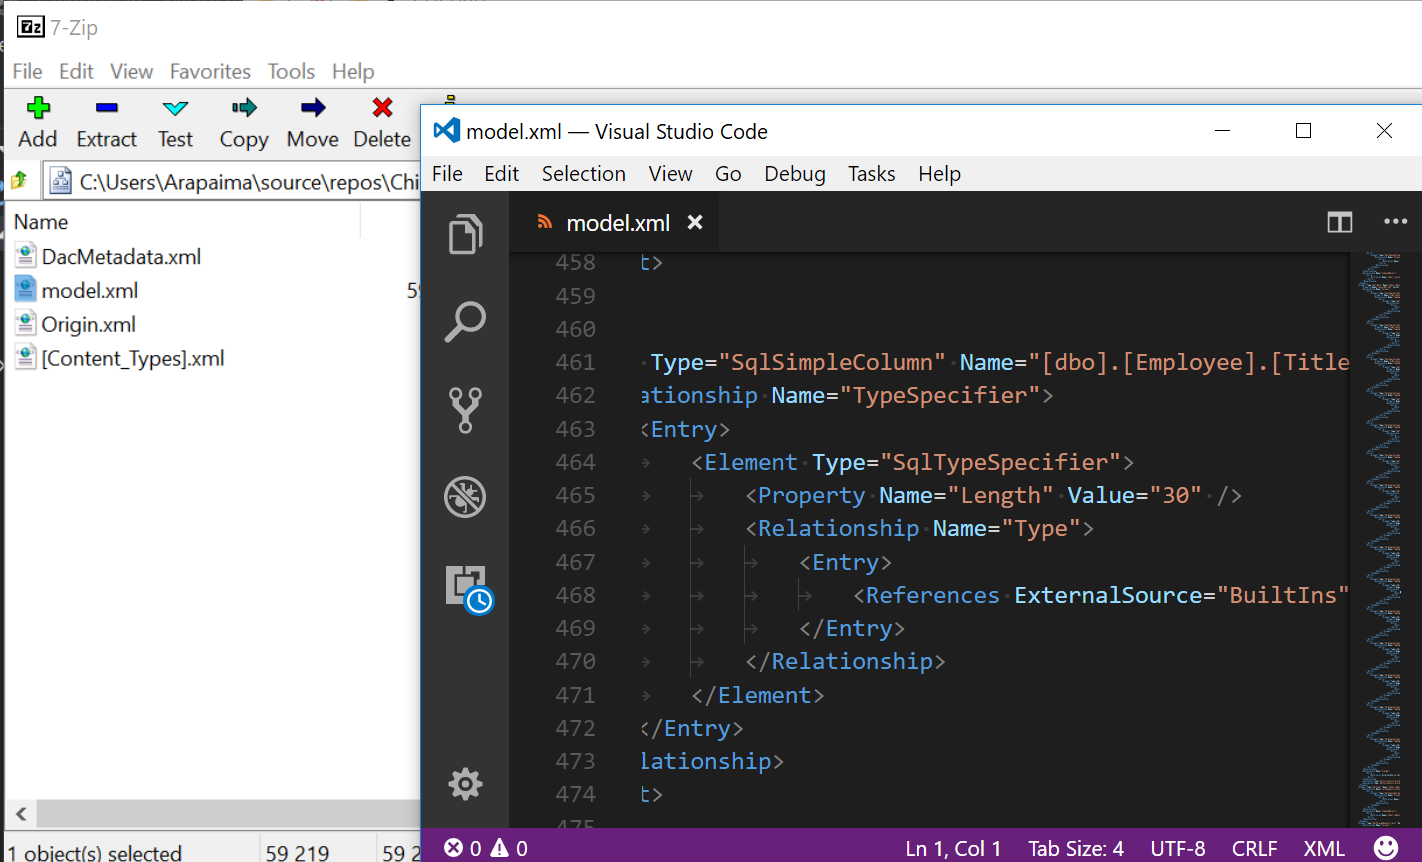 7-Zip
File Edit View Favorites Tools Help
Add Extract Test Copy Move Delete
C:\Users\Arapaima\source\repos\Chi
Name
DacMetadata.xml
model.xml
59
Origin.xml
[Content_Types].xml
1 object(s) selected 59 219 59 2
model.xml — Visual Studio Code
File Edit Selection View Go Debug Tasks Help
model.xml
458 t>
459
460
461 Type="SqlSimpleColumn" Name="[dbo].[Employee].[Title
462 ationship Name="TypeSpecifier">
463 <Entry>
464 <Element Type="SqlTypeSpecifier">
465 <Property Name="Length" Value="30" />
466 <Relationship Name="Type">
467 <Entry>
468 <References ExternalSource="BuiltIns"
469 </Entry>
470 </Relationship>
471 </Element>
472 </Entry>
473 lationship>
474 t>
475
0 0 Ln 1, Col 1 Tab Size: 4 UTF-8 CRLF XML